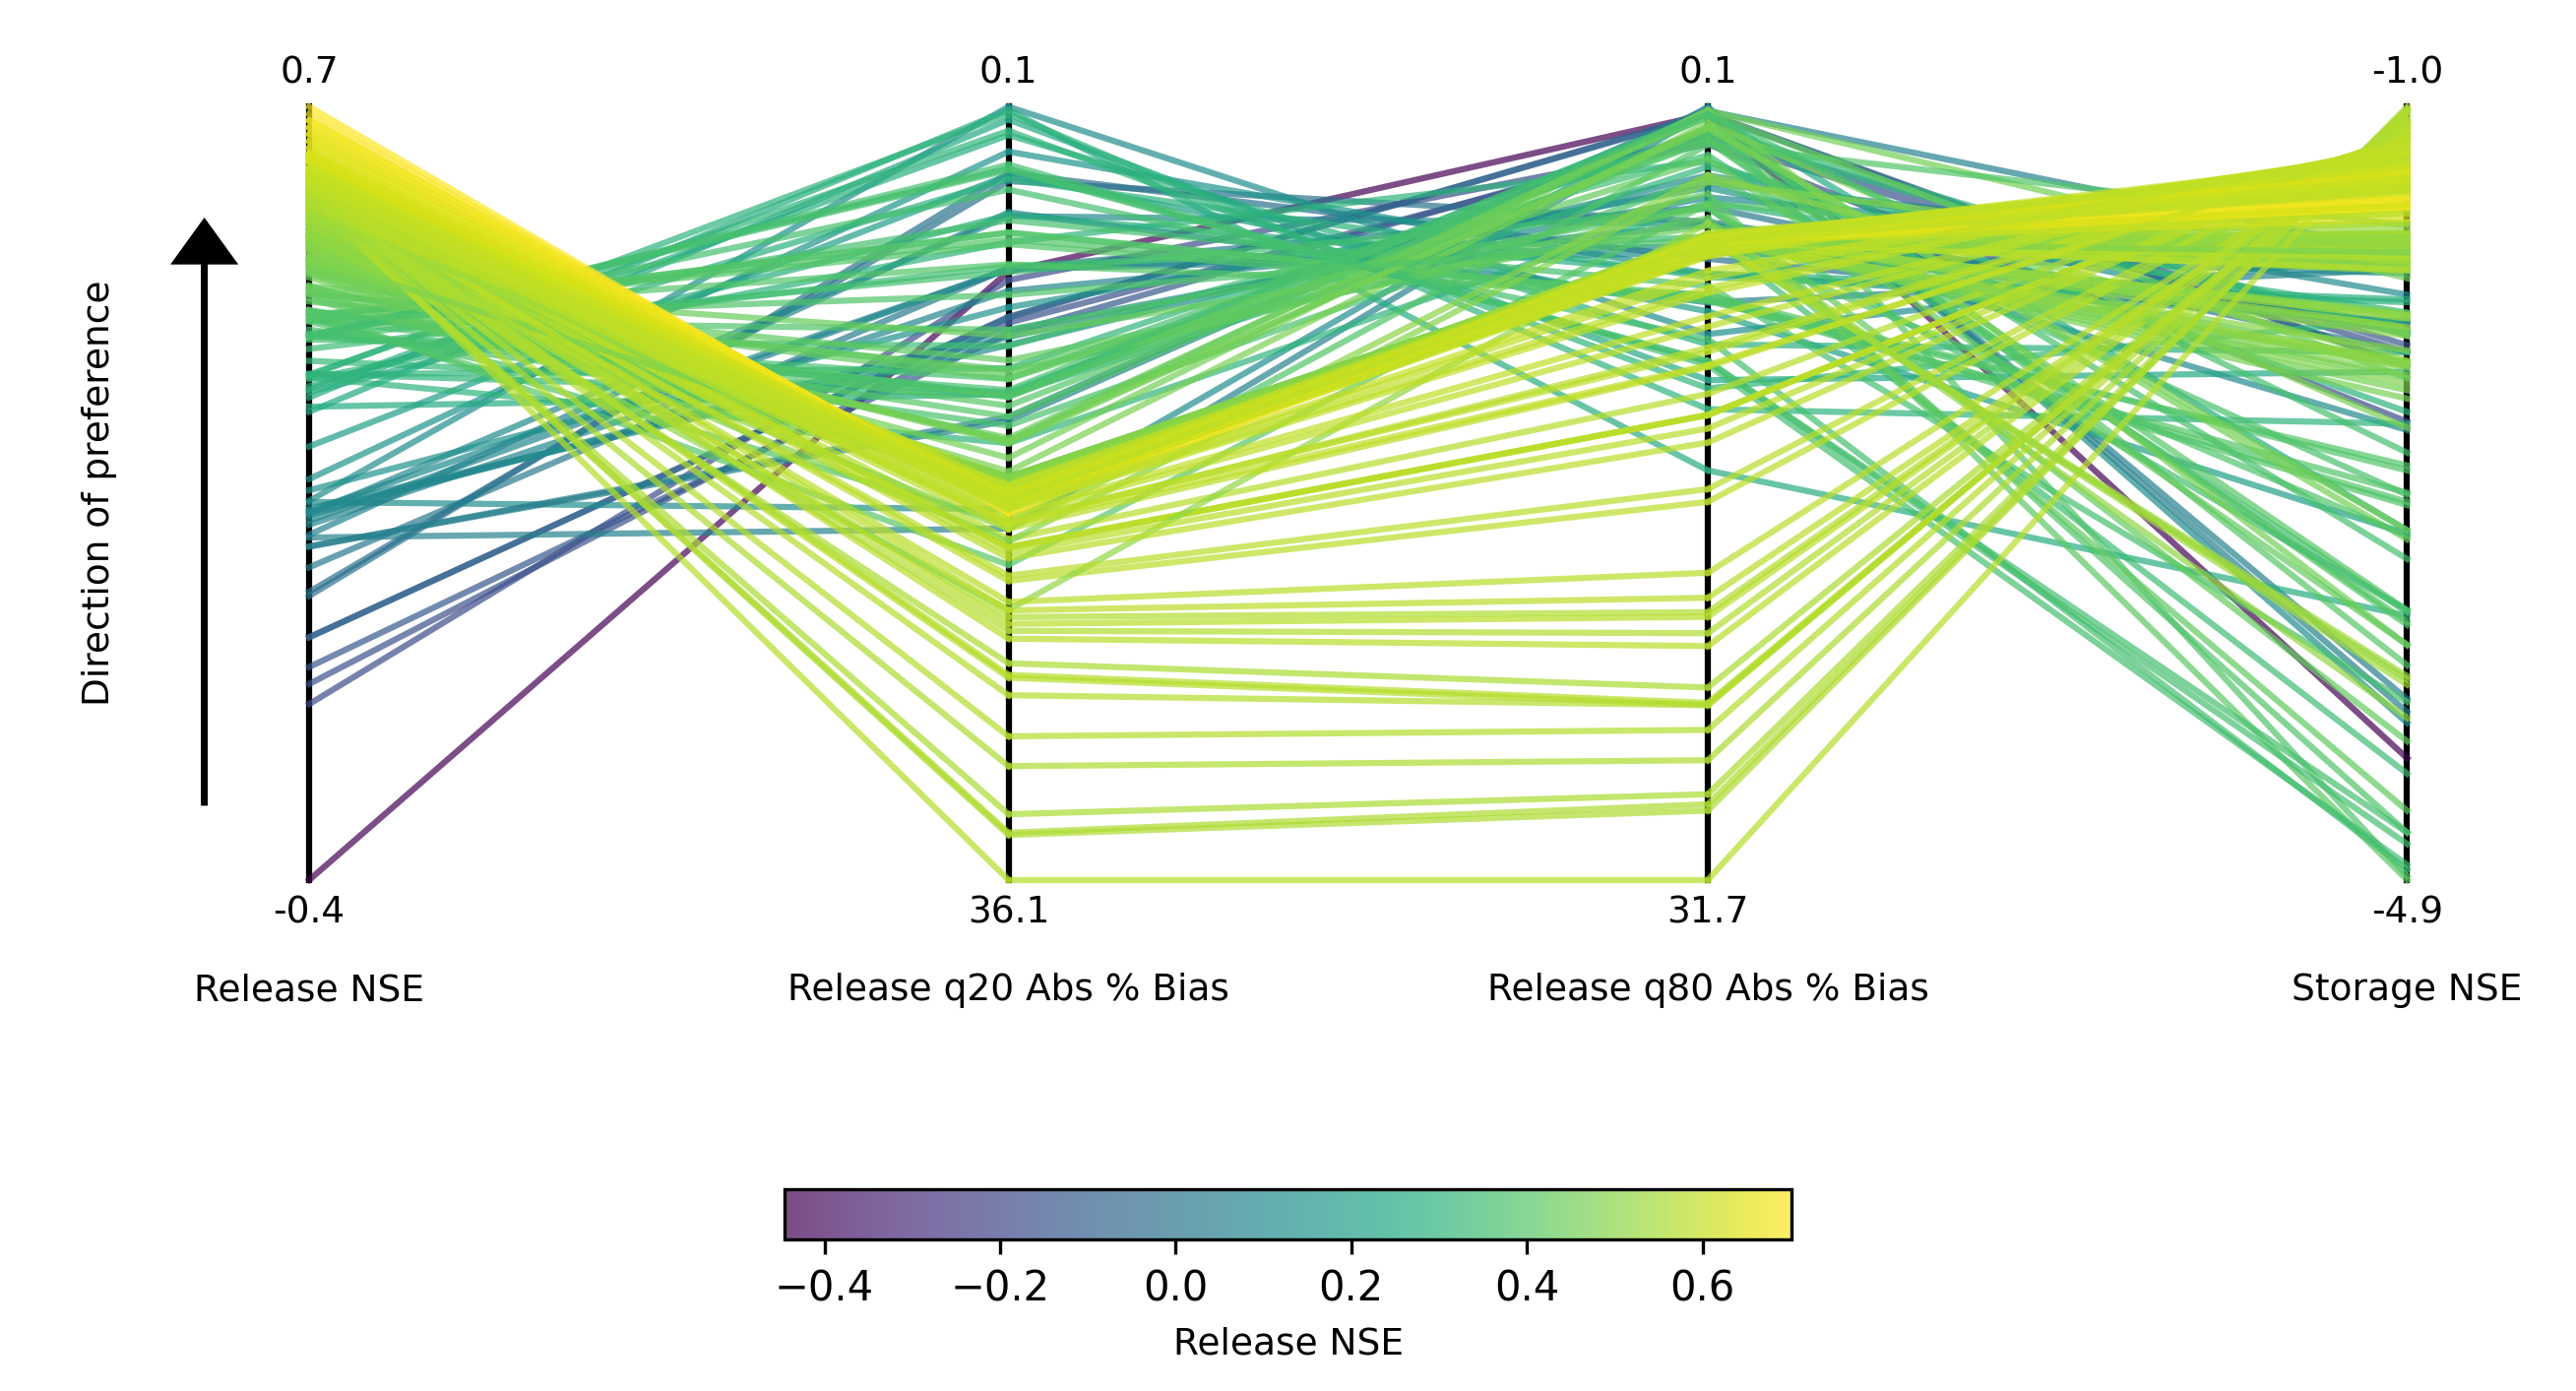 0.7
0.1
0.1
-1.0
Direction of preference
-0.4
36.1
31.7
-4.9
Release NSE
Release q20 Abs % Bias
Release q80 Abs % Bias
Storage NSE
−0.4
−0.2
0.0
0.2
0.4
0.6
Release NSE